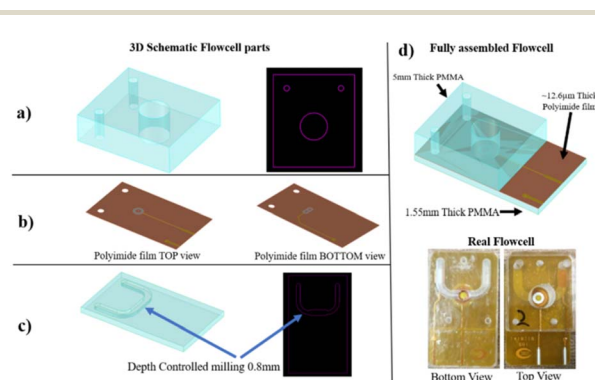 3D Schematic Flowcell parts
a)
b)
Polyimide film TOP view
Polyimide film BOTTOM view
c)
Depth Controlled milling 0.8mm
d)
Fully assembled Flowcell
5mm Thick PMMA
~12.6μm Thick
Polyimide film
1.55mm Thick PMMA
Real Flowcell
2
Bottom View
Top View